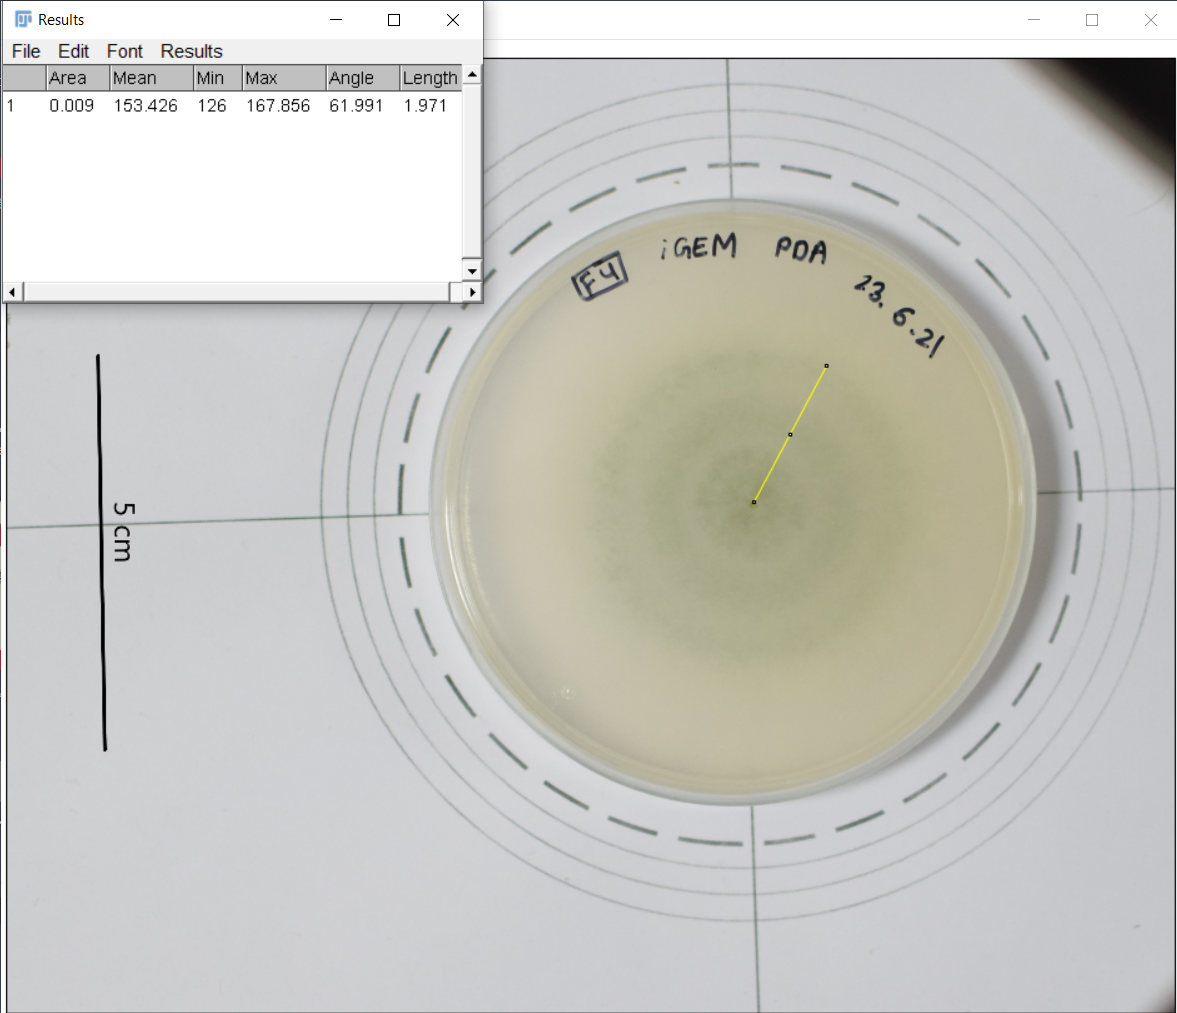 Results
File Edit Font Results
Area Mean Min Max Angle Length
1 0.009 153.426 126 167.856 61.991 1.971
F4
iGEM PDA
23.6.21
5 cm